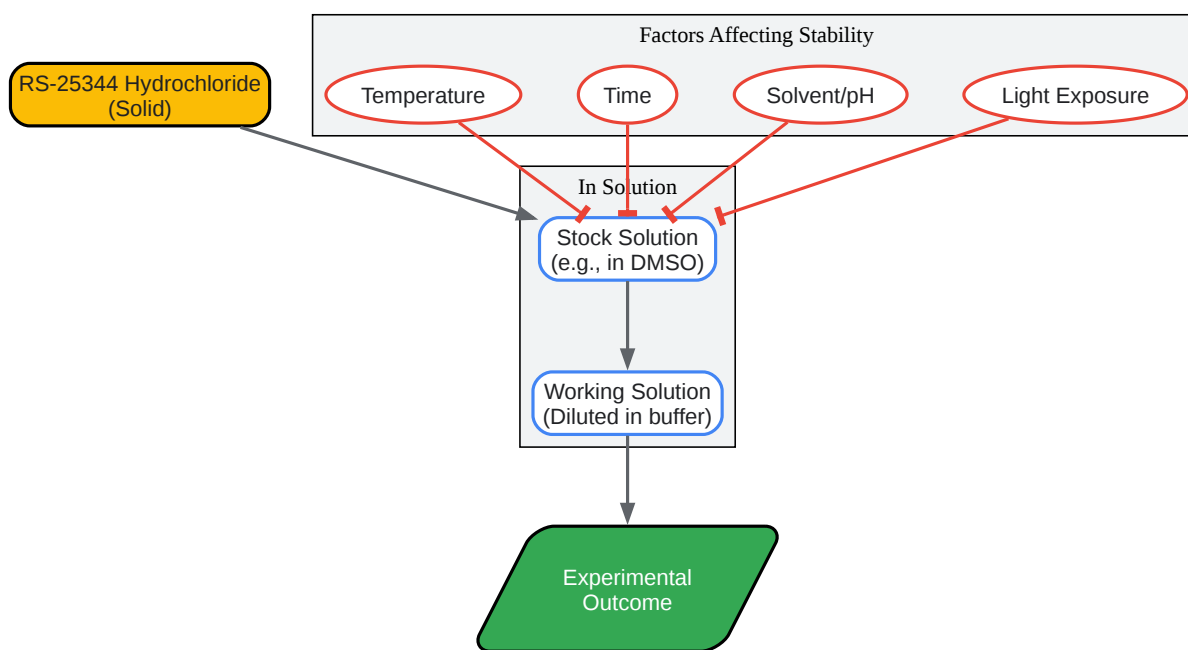 Factors Affecting Stability
RS-25344 Hydrochloride
(Solid)
Temperature
Time
Solvent/pH
Light Exposure
In Solution
Stock Solution
(e.g., in DMSO)
Working Solution
(Diluted in buffer)
Experimental
Outcome